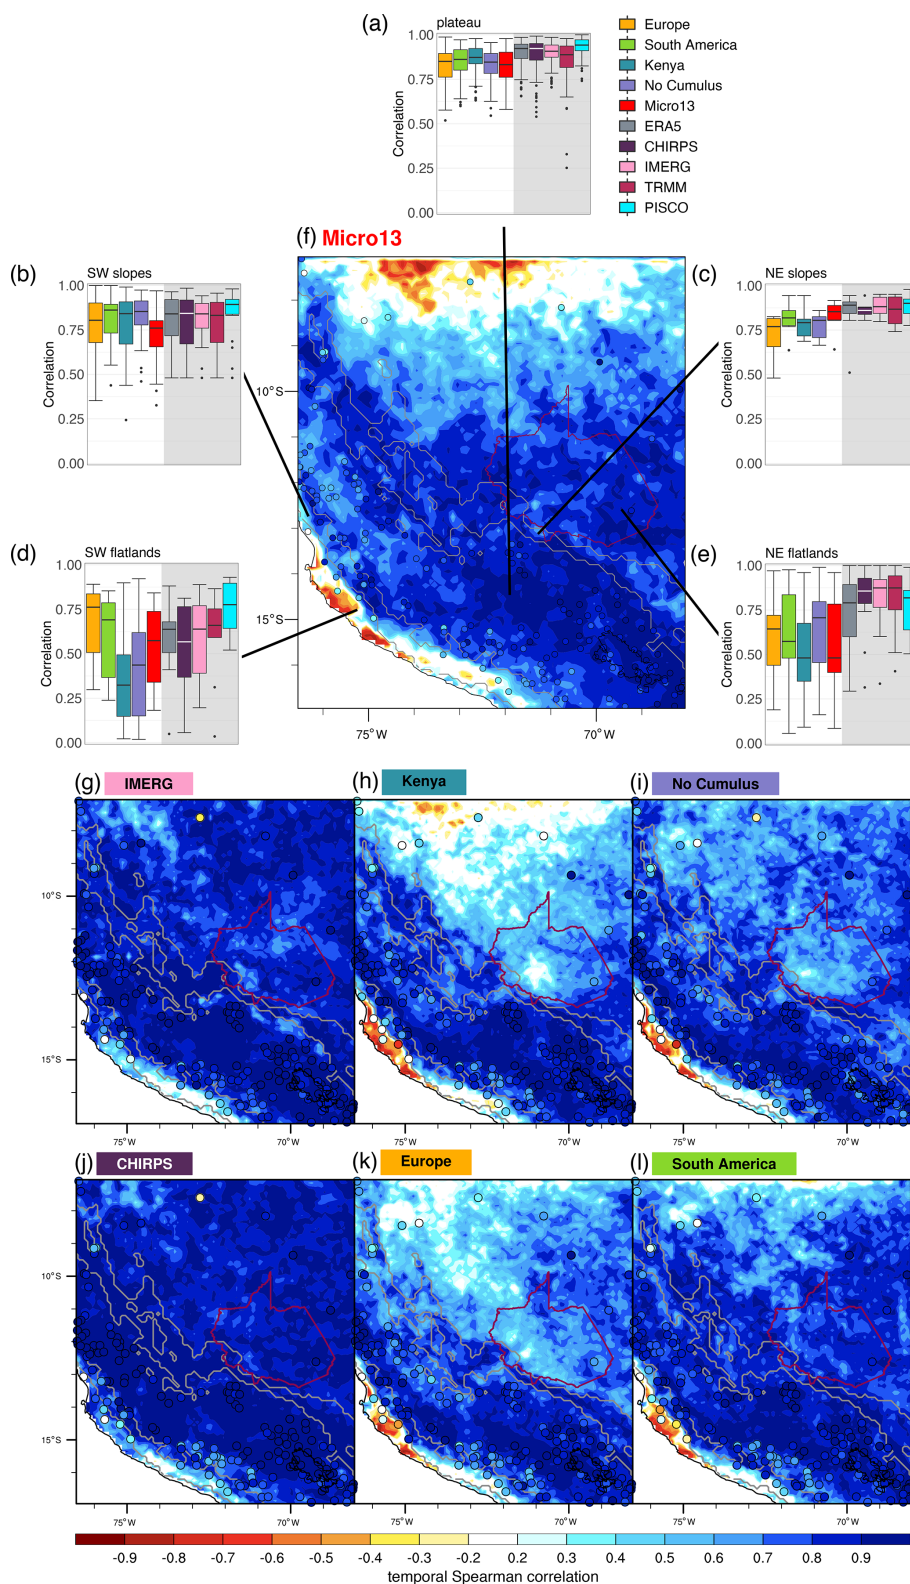 (a)
plateau
1.00
0.75
0.50
0.25
0.00
Correlation
Europe
South America
Kenya
No Cumulus
Micro13
ERA5
CHIRPS
IMERG
TRMM
PISCO
(f) Micro13
(b)
SW slopes
1.00
0.75
0.50
0.25
0.00
Correlation
(c)
NE slopes
1.00
0.75
0.50
0.25
0.00
Correlation
(d)
SW flatlands
1.00
0.75
0.50
0.25
0.00
Correlation
(e)
NE flatlands
1.00
0.75
0.50
0.25
0.00
Correlation
10°S
15°S
75°W 70°W
(g) IMERG
(h) Kenya
(i) No Cumulus
10°S
15°S
75°W 70°W 75°W 70°W 75°W 70°W
(j) CHIRPS
(k) Europe
(l) South America
10°S
15°S
75°W 70°W 75°W 70°W 75°W 70°W
-0.9 -0.8 -0.7 -0.6 -0.5 -0.4 -0.3 -0.2 0.2 0.3 0.4 0.5 0.6 0.7 0.8 0.9
temporal Spearman correlation